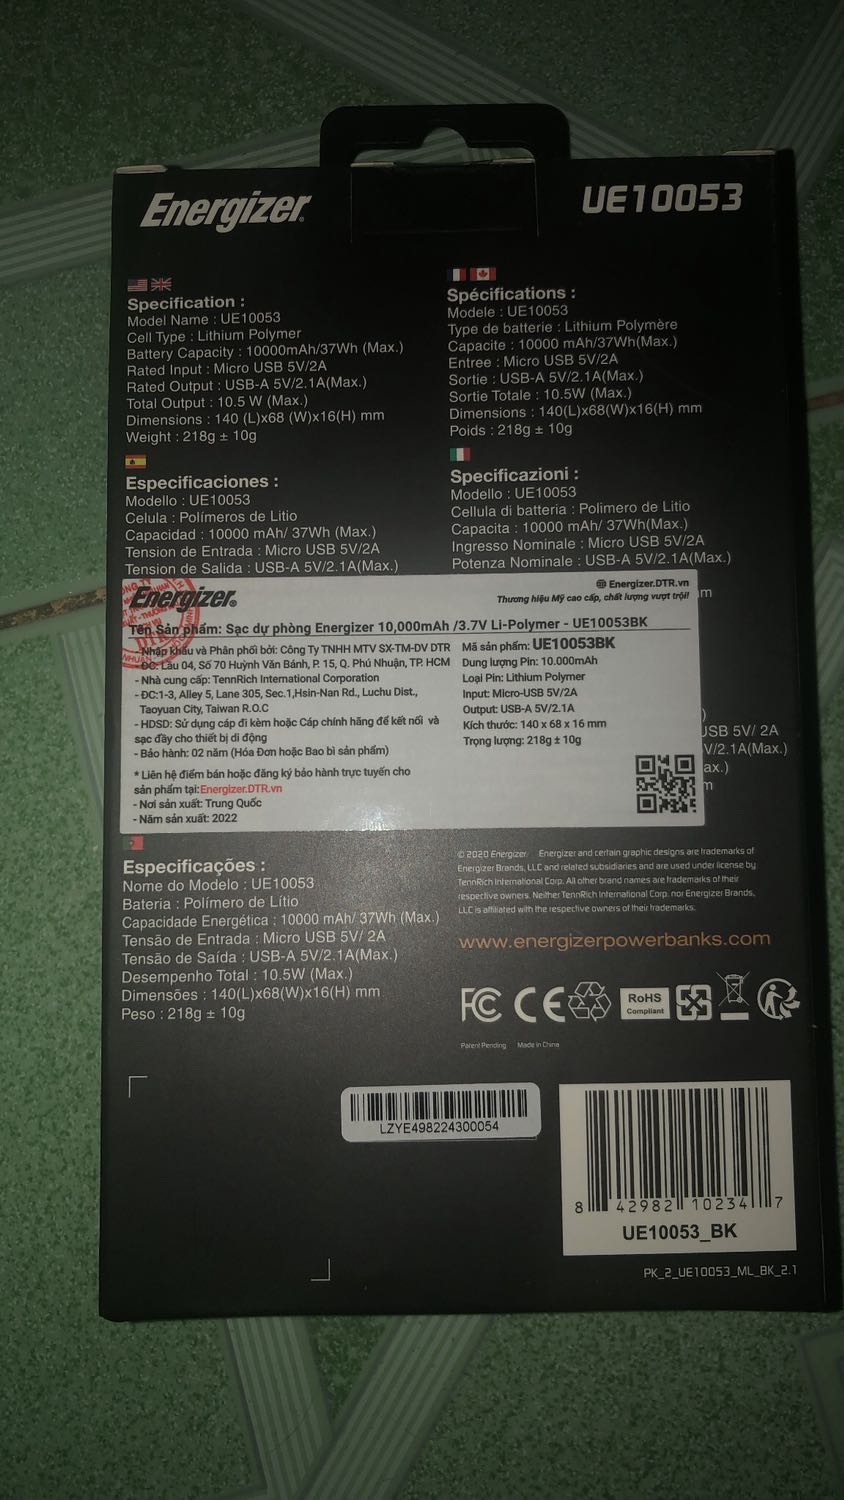 Energizer
UE10053
Specification :
Model Name : UE10053
Cell Type : Lithium Polymer
Battery Capacity : 10000mAh/37Wh (Max.)
Rated Input : Micro USB 5V/2A
Rated Output : USB-A 5V/2.1A(Max.)
Total Output : 10.5 W (Max.)
Dimensions : 140 (L)x68 (W)x16(H) mm
Weight : 218g ± 10g
Spécifications :
Modele : UE10053
Type de batterie : Lithium Polymère
Capacite : 10000 mAh/37Wh(Max.)
Entree : Micro USB 5V/2A
Sortie : USB-A 5V/2.1A(Max.)
Sortie Totale : 10.5W (Max.)
Dimensions : 140(L)x68(W)x16(H) mm
Poids : 218g ± 10g
Especificaciones :
Modello : UE10053
Celula : Polímeros de Litio
Capacidad : 10000 mAh/ 37Wh (Max.)
Tension de Entrada : Micro USB 5V/2A
Tension de Salida : USB-A 5V/2.1A(Max.)
Specificazioni :
Modello : UE10053
Cellula di batteria : Polimero de Litio
Capacita : 10000 mAh/ 37Wh(Max.)
Ingresso Nominale : Micro USB 5V/2A
Potenza Nominale : USB-A 5V/2.1A(Max.)
m
Energizer
Energizer.DTR.vn
Thương hiệu Mỹ cao cấp, chất lượng vượt trội!
Tên Sản phẩm: Sạc dự phòng Energizer 10,000mAh /3.7V Li-Polymer - UE10053BK
- Nhập khẩu và Phân phối bởi: Công Ty TNHH MTV SX-TM-DV DTR
- ĐC: Lầu 04, Số 70 Huỳnh Văn Bánh, P. 15, Q. Phú Nhuận, TP. HCM
- Nhà cung cấp: TennRich International Corporation
- ĐC:1-3, Alley 5, Lane 305, Sec.1,Hsin-Nan Rd., Luchu Dist.,
Taoyuan City, Taiwan R.O.C
- HDSD: Sử dụng cáp đi kèm hoặc Cáp chính hãng để kết nối và
sạc đầy cho thiết bị di động
- Bảo hành: 02 năm (Hóa Đơn hoặc Bao bì sản phẩm)
* Liên hệ điểm bán hoặc đăng ký bảo hành trực tuyến cho
sản phẩm tại:Energizer.DTR.vn
- Nơi sản xuất: Trung Quốc
- Năm sản xuất: 2022
Mã sản phẩm: UE10053BK
Dung lượng Pin: 10.000mAh
Loại Pin: Lithium Polymer
Input: Micro-USB 5V/2A
Output: USB-A 5V/2.1A
Kích thước: 140 x 68 x 16 mm
Trọng lượng: 218g ± 10g
)
USB 5V/ 2A
V/2.1A(Max.)
ax.)
m
Especificações :
Nome do Modelo : UE10053
Bateria : Polímero de Lítio
Capacidade Energética : 10000 mAh/ 37Wh (Max.)
Tensão de Entrada : Micro USB 5V/ 2A
Tensão de Saída : USB-A 5V/2.1A(Max.)
Desempenho Total : 10.5W (Max.)
Dimensões : 140(L)x68(W)x16(H) mm
Peso : 218g ± 10g
© 2020 Energizer. Energizer and certain graphic designs are trademarks of
Energizer Brands, LLC and related subsidiaries and are used under license by
TennRich International Corp. All other brand names are trademarks of their
respective owners. Neither TennRich International Corp. nor Energizer Brands,
LLC is affiliated with the respective owners of their trademarks.
www.energizerpowerbanks.com
FC CE
RoHS
Compliant
Patent Pending Made in China
LZYE498224300054
8 42982 10234 7
UE10053_BK
PK_2_UE10053_ML_BK_2.1